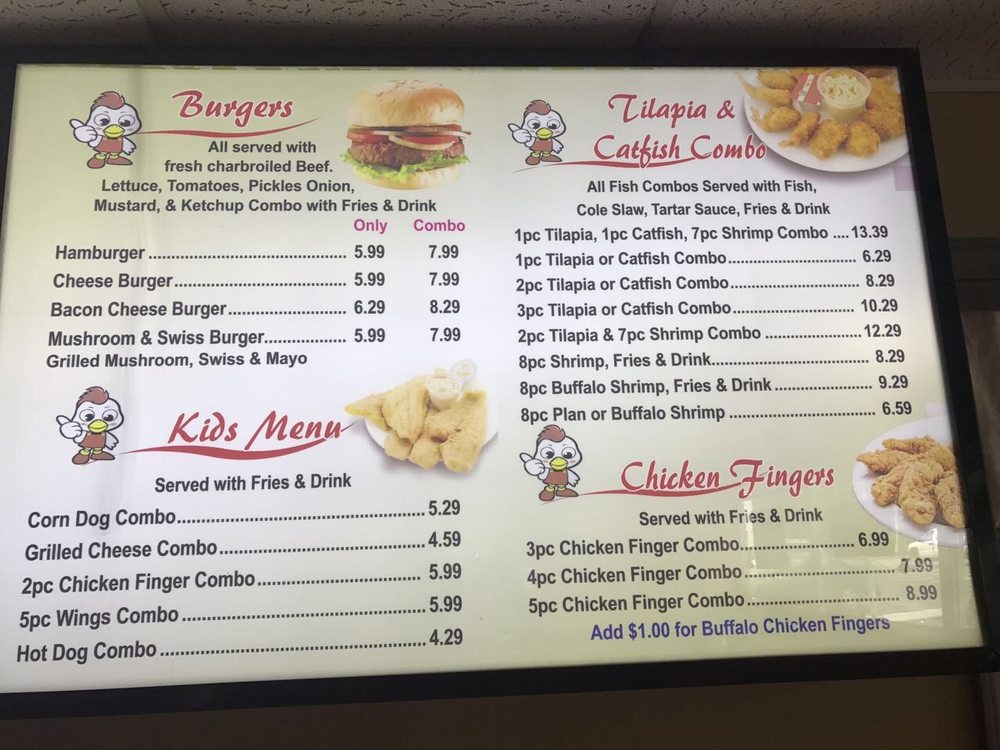 Burgers
All served with
fresh charbroiled Beef.
Lettuce, Tomatoes, Pickles Onion,
Mustard, & Ketchup Combo with Fries & Drink
Only Combo
Hamburger ........ 5.99 7.99
Cheese Burger........ 5.99 7.99
Bacon Cheese Burger........ 6.29 8.29
Mushroom & Swiss Burger........ 5.99 7.99
Grilled Mushroom, Swiss & Mayo
Kids Menu
Served with Fries & Drink
Corn Dog Combo........ 5.29
Grilled Cheese Combo........ 4.59
2pc Chicken Finger Combo........ 5.99
5pc Wings Combo ........ 5.99
Hot Dog Combo ........ 4.29
Tilapia &
Catfish Combo
All Fish Combos Served with Fish,
Cole Slaw, Tartar Sauce, Fries & Drink
1pc Tilapia, 1pc Catfish, 7pc Shrimp Combo .... 13.39
1pc Tilapia or Catfish Combo........ 6.29
2pc Tilapia or Catfish Combo........ 8.29
3pc Tilapia or Catfish Combo........ 10.29
2pc Tilapia & 7pc Shrimp Combo ........ 12.29
8pc Shrimp, Fries & Drink........ 8.29
8pc Buffalo Shrimp, Fries & Drink ........ 9.29
8pc Plan or Buffalo Shrimp ........ 6.59
Chicken Fingers
Served with Fries & Drink
3pc Chicken Finger Combo........ 6.99
4pc Chicken Finger Combo........ 7.99
5pc Chicken Finger Combo........ 8.99
Add $1.00 for Buffalo Chicken Fingers